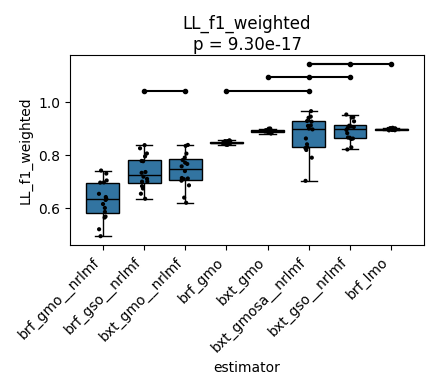 LL_f1_weighted
p = 9.30e-17
LL_f1_weighted
1.0
0.8
0.6
brf_gmo__nrlmf
brf_gso__nrlmf
bxt_gmo__nrlmf
brf_gmo
bxt_gmo
bxt_gmosa__nrlmf
bxt_gso__nrlmf
brf_lmo
estimator